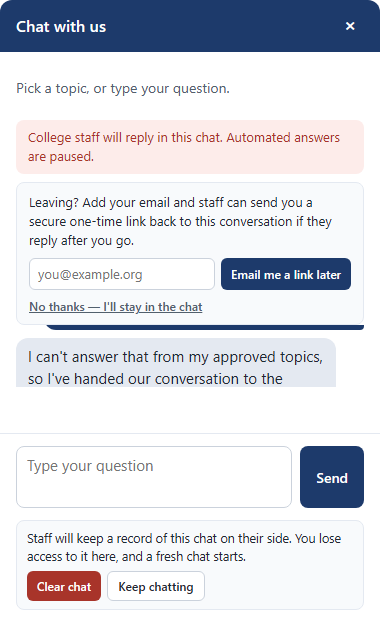 Chat with us
×
Pick a topic, or type your question.
College staff will reply in this chat. Automated answers
are paused.
Leaving? Add your email and staff can send you a
secure one-time link back to this conversation if they
reply after you go.
you@example.org
Email me a link later
No thanks — I'll stay in the chat
I can't answer that from my approved topics,
so I've handed our conversation to the
Type your question
Send
Staff will keep a record of this chat on their side. You lose
access to it here, and a fresh chat starts.
Clear chat
Keep chatting